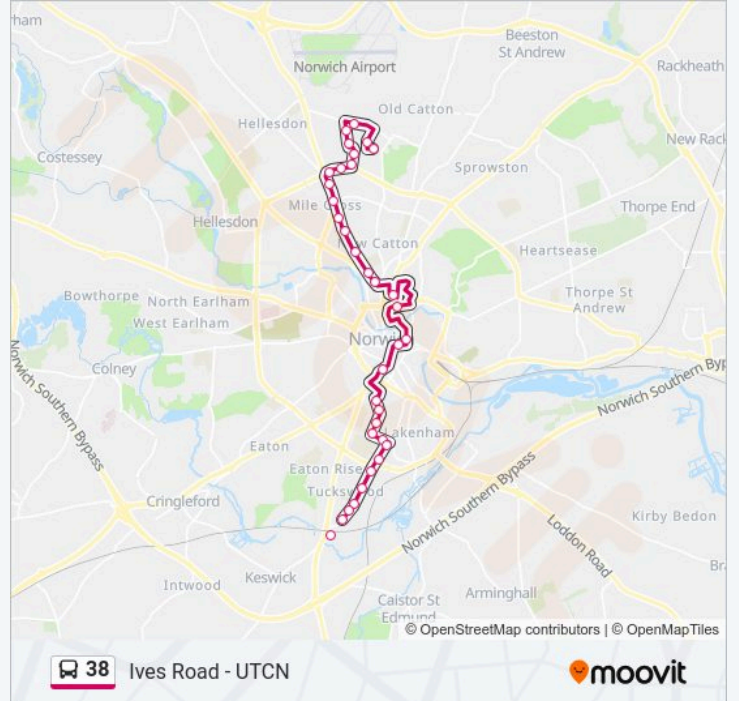 rham
Beeston
St Andrew
Norwich Airport
Rackheath
Old Catton
Hellesdon
New Rack
Costessey
Sprowston
Mile Cross
Thorpe End
Hellesdon
New Catton
Heartsease
Bowthorpe
North Earlham
Thorpe St
Andrew
West Earlham
Norwich
Colney
Norwich Southern Byp
Norwich Southern Bypass
Lakenham
Eaton
Eaton Rise
Tuckswood
Cringleford
Norwich Southern Bypass
Kirby Bedon
Loddon Road
Bra
Keswick
Intwood
Arminghall
Caistor St
Edmund
© OpenStreetMap contributors | © OpenMapTiles
38 Ives Road - UTCN
moovit